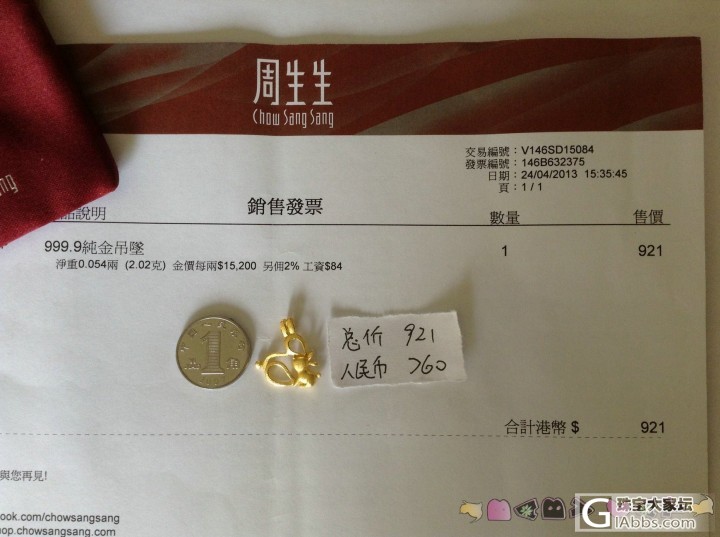 周生生
Chow Sang Sang
交易編號：V146SD15084
發票編號：146B632375
日期：24/04/2013 15:35:45
頁：1 / 1
銷售發票
品說明 數量 售價
999.9純金吊墜 1 921
淨重0.054兩 (2.02克) 金價每兩$15,200 另佣2% 工資$84
总价 921
人民币 760
1
角
合計港幣 $ 921
與您再見!
ook.com/chowsangsang
hop.chowsangsang.com
珠宝大家坛
GIAbbs.com